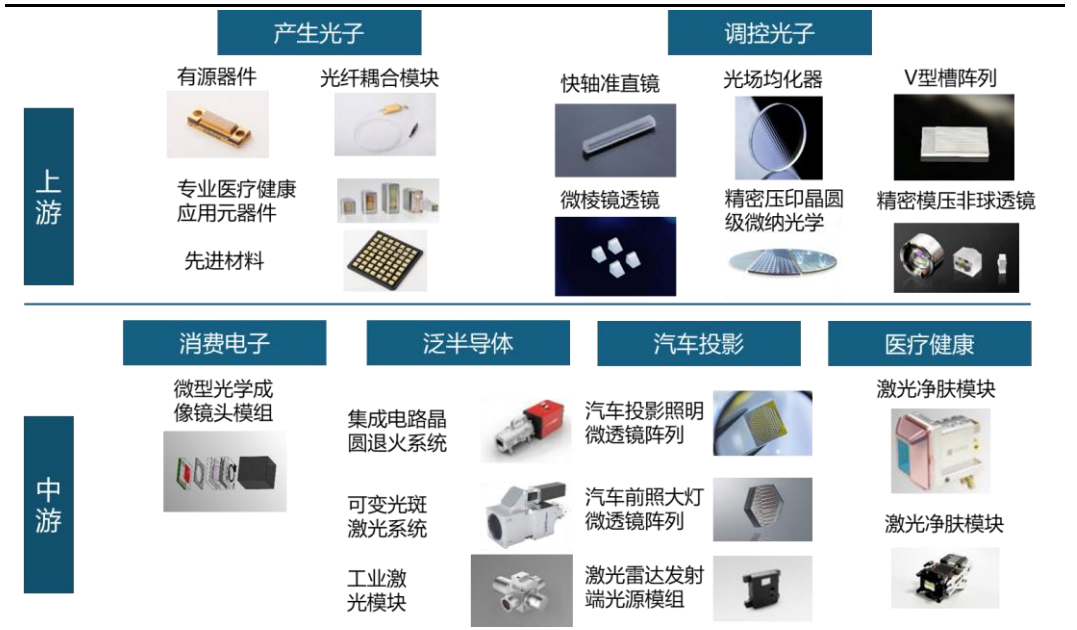 产生光子
调控光子
上游
有源器件
光纤耦合模块
快轴准直镜
光场均化器
V型槽阵列
专业医疗健康
应用元器件
微棱镜透镜
精密压印晶圆
级微纳光学
精密模压非球透镜
先进材料
消费电子
泛半导体
汽车投影
医疗健康
中游
微型光学成
像镜头模组
集成电路晶
圆退火系统
汽车投影照明
微透镜阵列
激光净肤模块
可变光斑
激光系统
汽车前照大灯
微透镜阵列
激光净肤模块
工业激
光模块
激光雷达发射
端光源模组